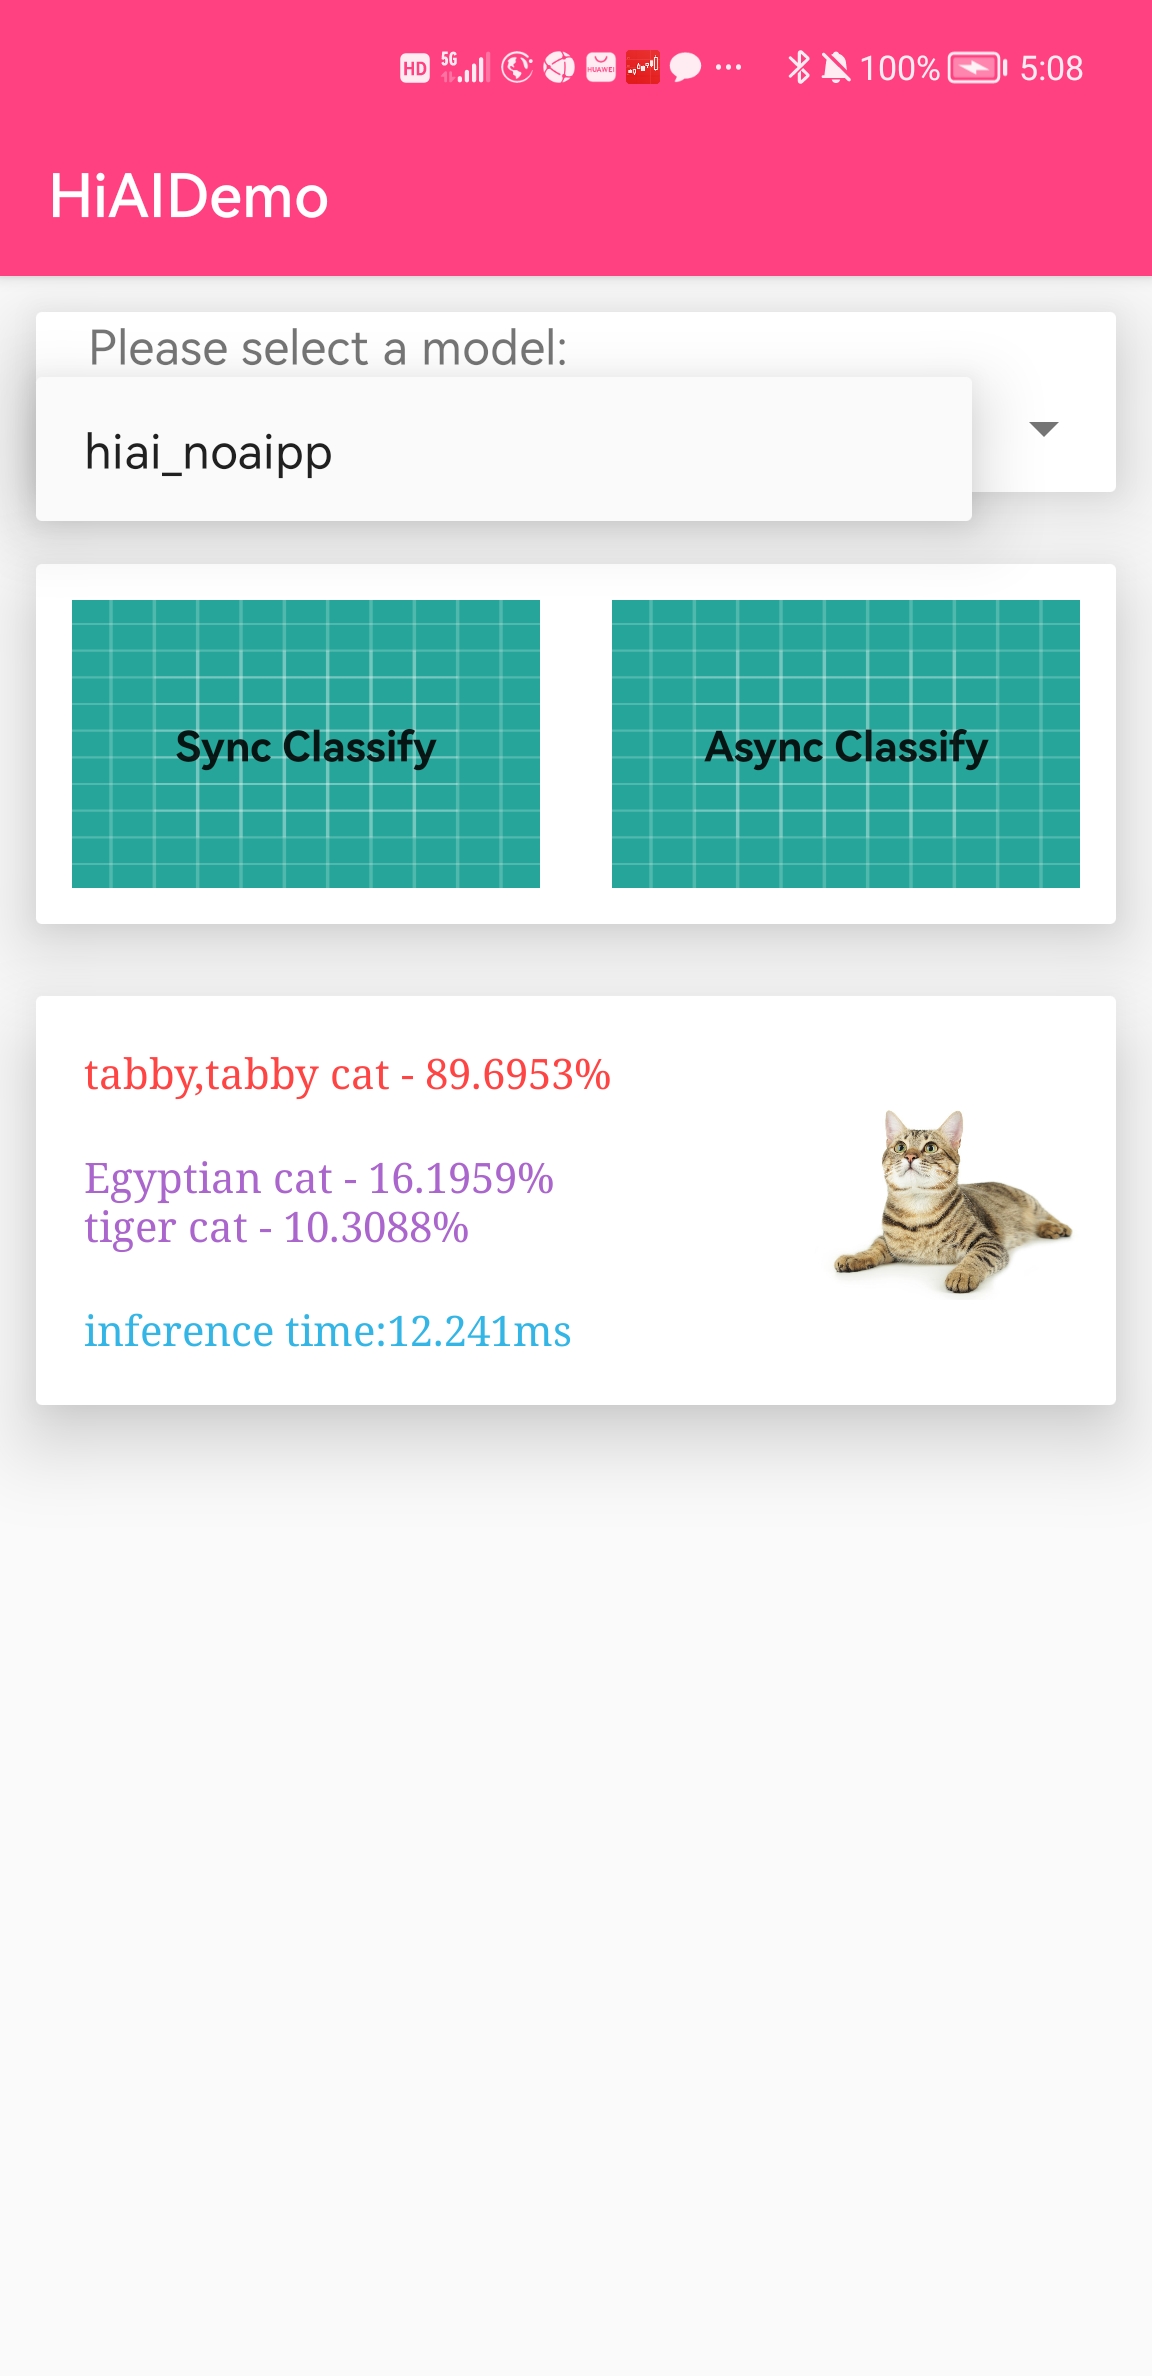 HD 5G HUAWEI 100% 5:08
HiAIDemo
Please select a model:
hiai_noaipp
Sync Classify
Async Classify
tabby,tabby cat - 89.6953%
Egyptian cat - 16.1959%
tiger cat - 10.3088%
inference time:12.241ms